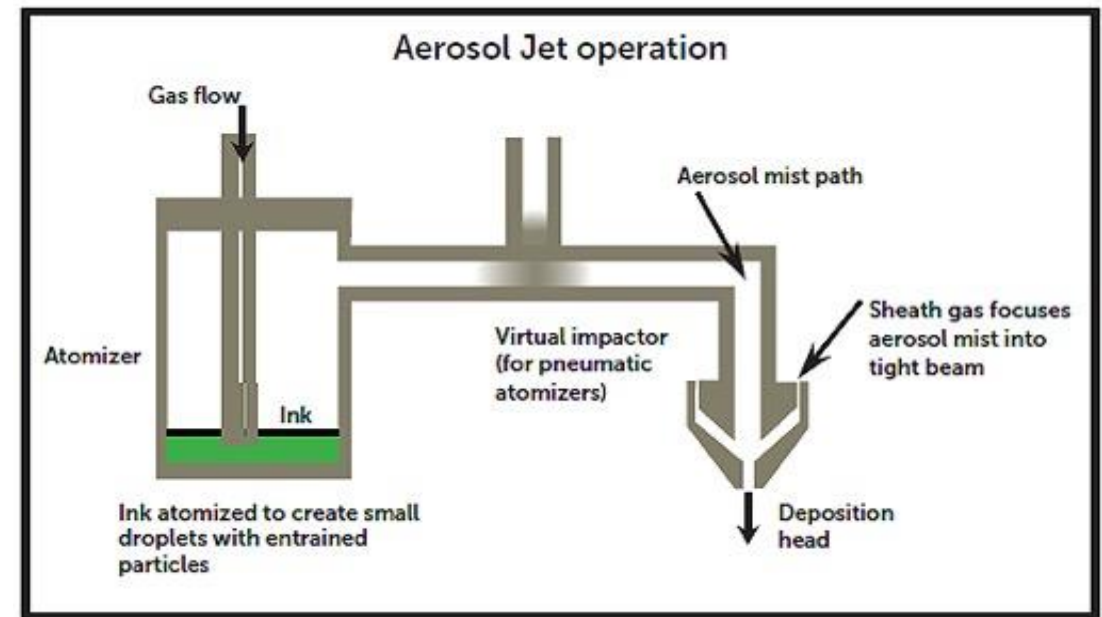 Aerosol Jet operation
Gas flow
Aerosol mist path
Sheath gas focuses
aerosol mist into
tight beam
Virtual impactor
(for pneumatic
atomizers)
Atomizer
Ink
Ink atomized to create small
droplets with entrained
particles
Deposition
head